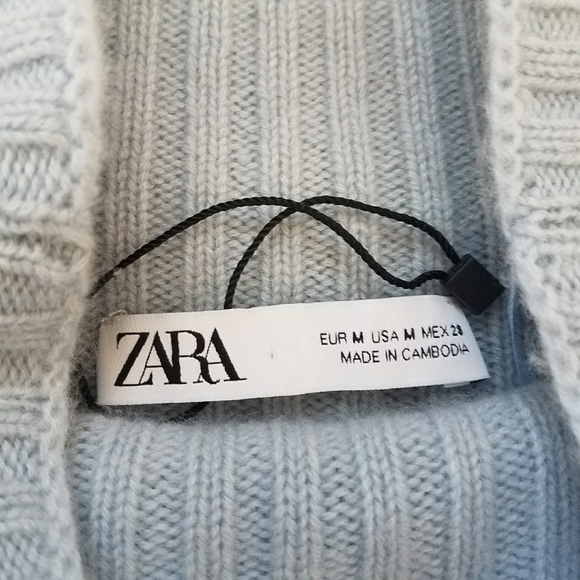 ZARA
EUR M USA M MEX 28
MADE IN CAMBODIA